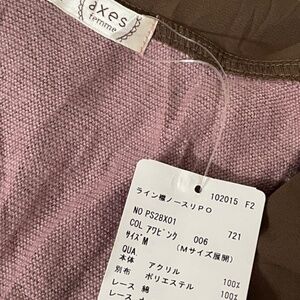 axes
femme
102015 F2
ライン襴ノースリPO
NO PS28X01 721
COL アワピンク 006
サイズ M (Mサイズ展開)
QUA
本体 アクリル 100%
別布 ポリエステル 100%
レース 綿 100%
レース